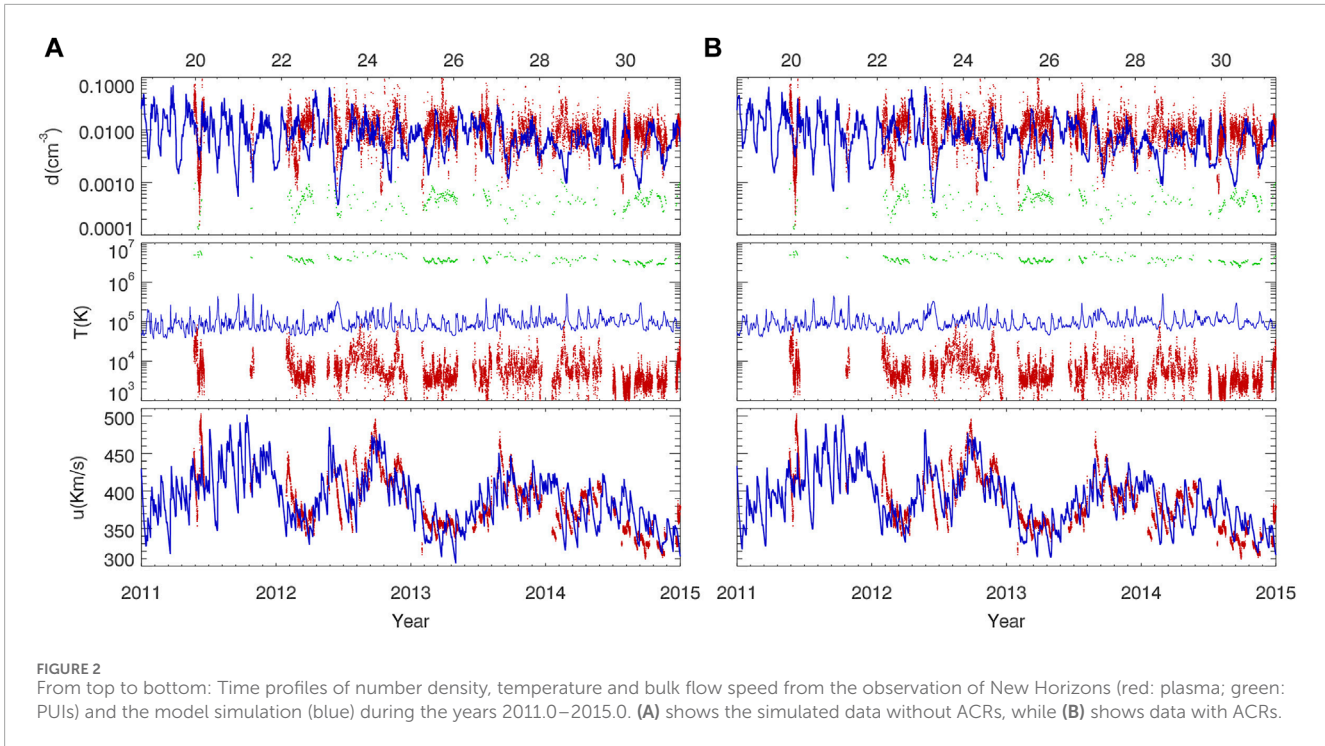 A
20 22 24 26 28 30
d(cm⁻³)
0.1000
0.0100
0.0010
0.0001
T(K)
10⁷
10⁶
10⁵
10⁴
10³
u(Km/s)
500
450
400
350
300
2011 2012 2013 2014 2015
Year
B
20 22 24 26 28 30
2011 2012 2013 2014 2015
Year
FIGURE 2
From top to bottom: Time profiles of number density, temperature and bulk flow speed from the observation of New Horizons (red: plasma; green:
PUIs) and the model simulation (blue) during the years 2011.0–2015.0. (A) shows the simulated data without ACRs, while (B) shows data with ACRs.